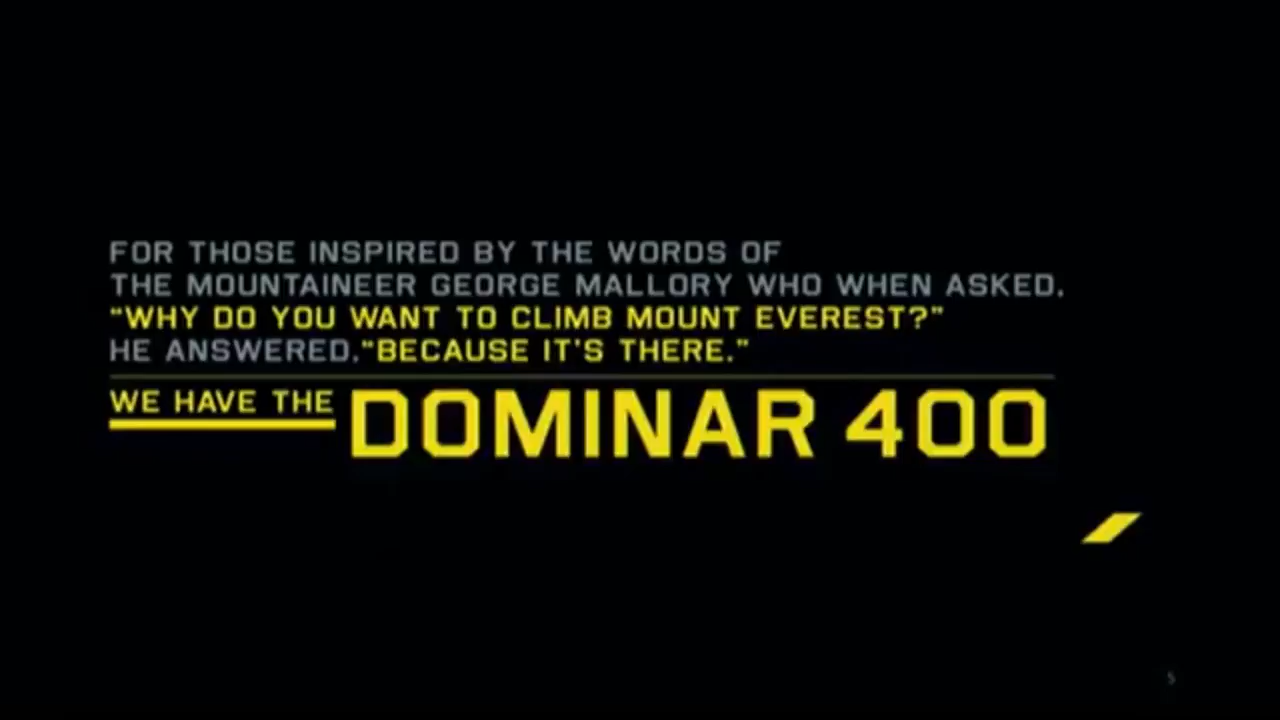 FOR THOSE INSPIRED BY THE WORDS OF
THE MOUNTAINEER GEORGE MALLORY WHO WHEN ASKED,
“WHY DO YOU WANT TO CLIMB MOUNT EVEREST?”
HE ANSWERED,“BECAUSE IT'S THERE.”
WE HAVE THE DOMINAR 400
5